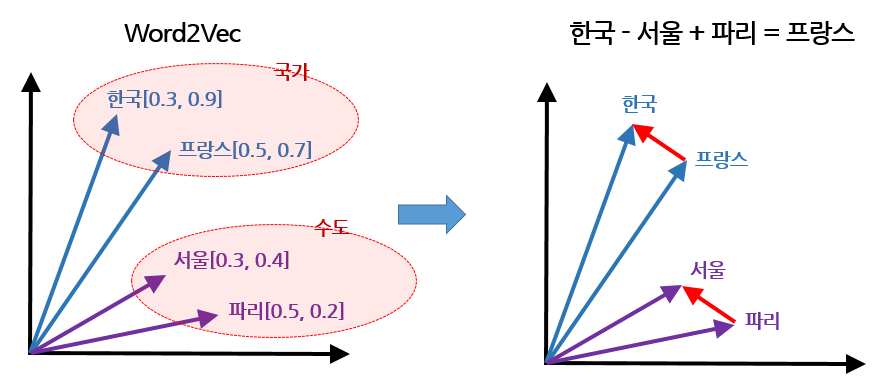 Word2Vec
국가
한국[0.3, 0.9]
프랑스[0.5, 0.7]
수도
서울[0.3, 0.4]
파리[0.5, 0.2]
한국 - 서울 + 파리 = 프랑스
한국
프랑스
서울
파리